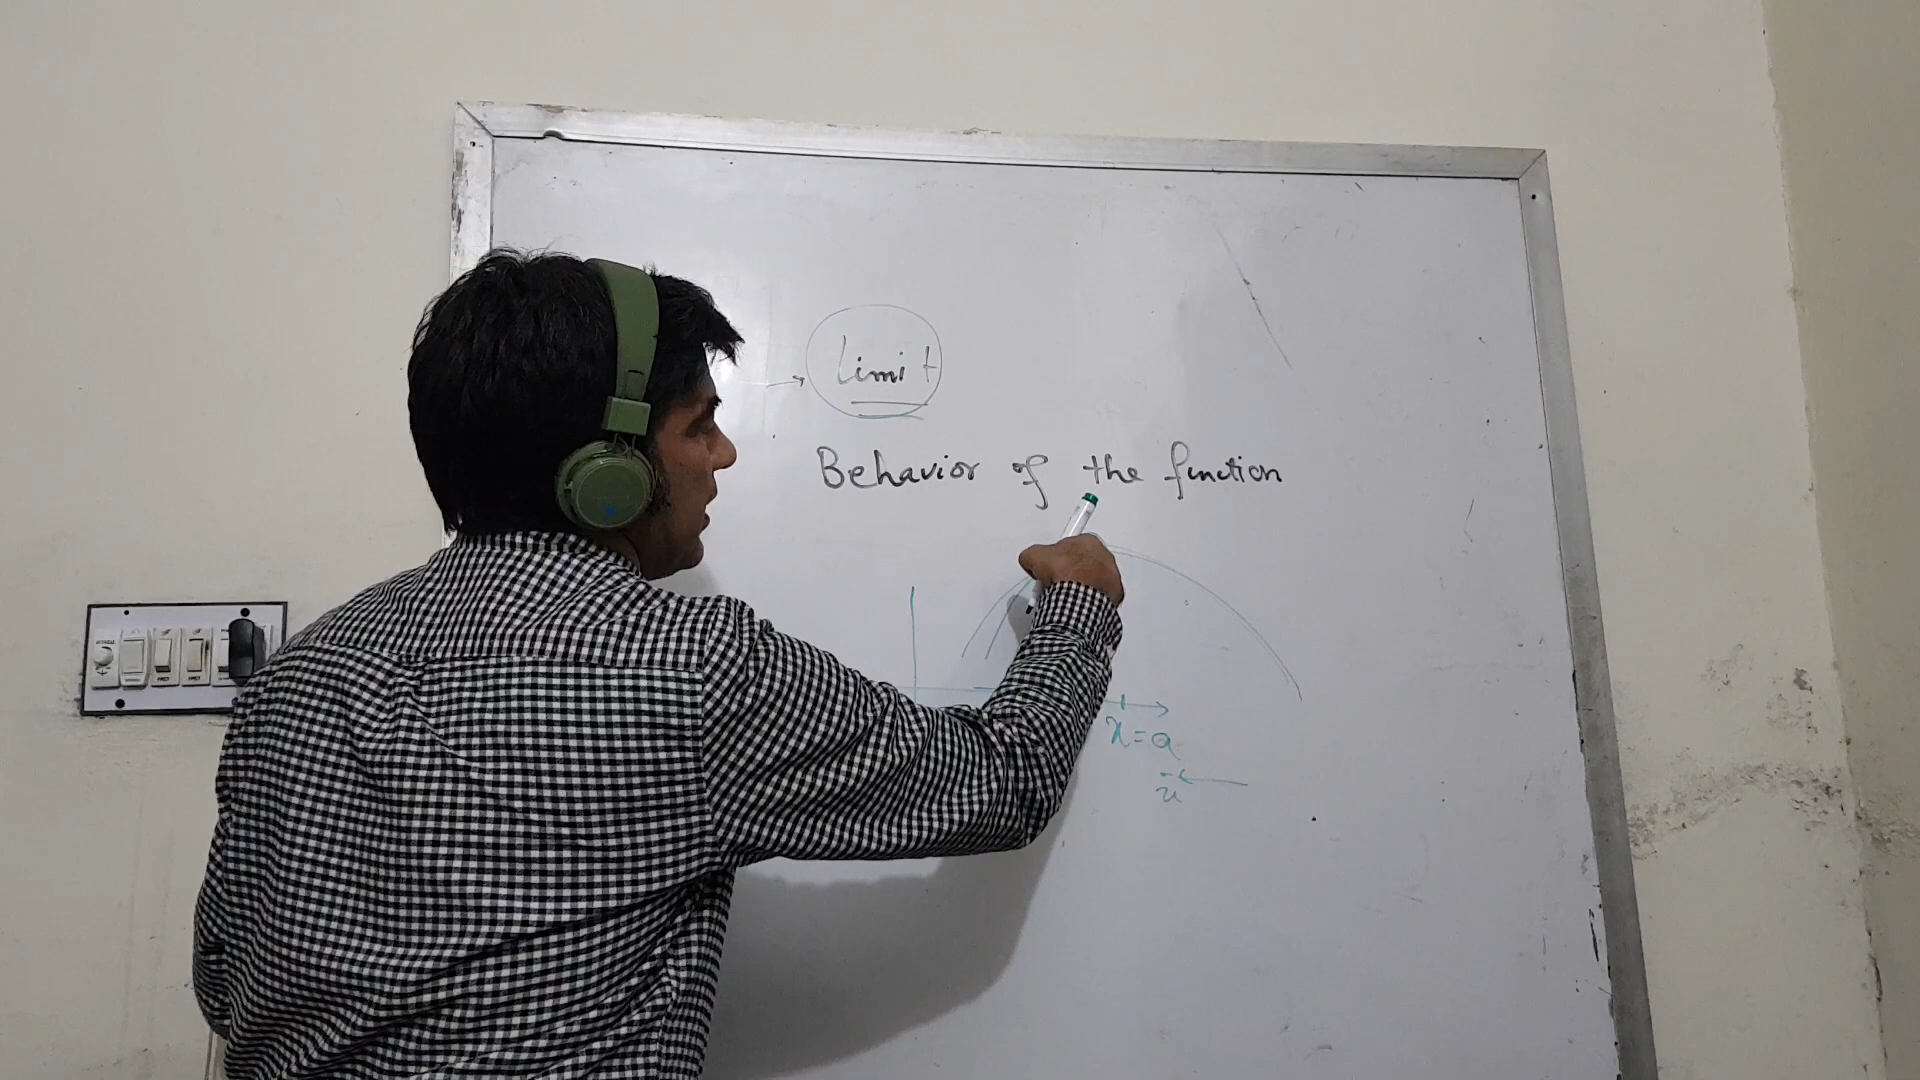 Limit
Behavior of the function
x = a
x